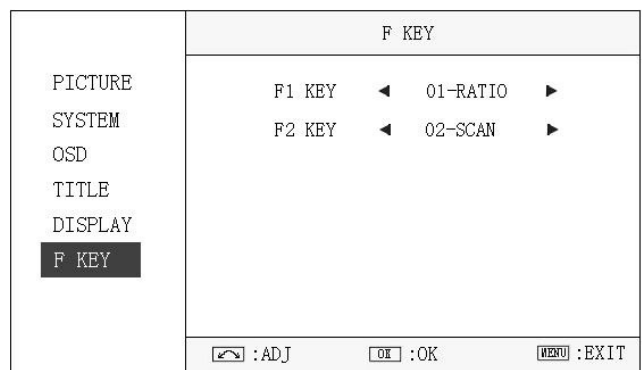 F KEY
PICTURE
SYSTEM
OSD
TITLE
DISPLAY
F KEY
F1 KEY ◀ 01-RATIO ▶
F2 KEY ◀ 02-SCAN ▶
:ADJ OK :OK MENU :EXIT